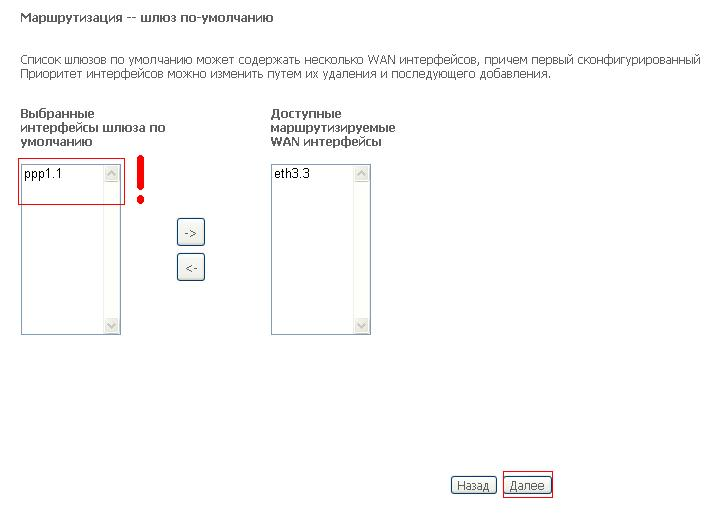 Маршрутизация -- шлюз по-умолчанию
Список шлюзов по умолчанию может содержать несколько WAN интерфейсов, причем первый сконфигурированный
Приоритет интерфейсов можно изменить путем их удаления и последующего добавления.
Выбранные
интерфейсы шлюза по
умолчанию
Доступные
маршрутизируемые
WAN интерфейсы
ppp1.1
!
eth3.3
->
<-
Назад
Далее